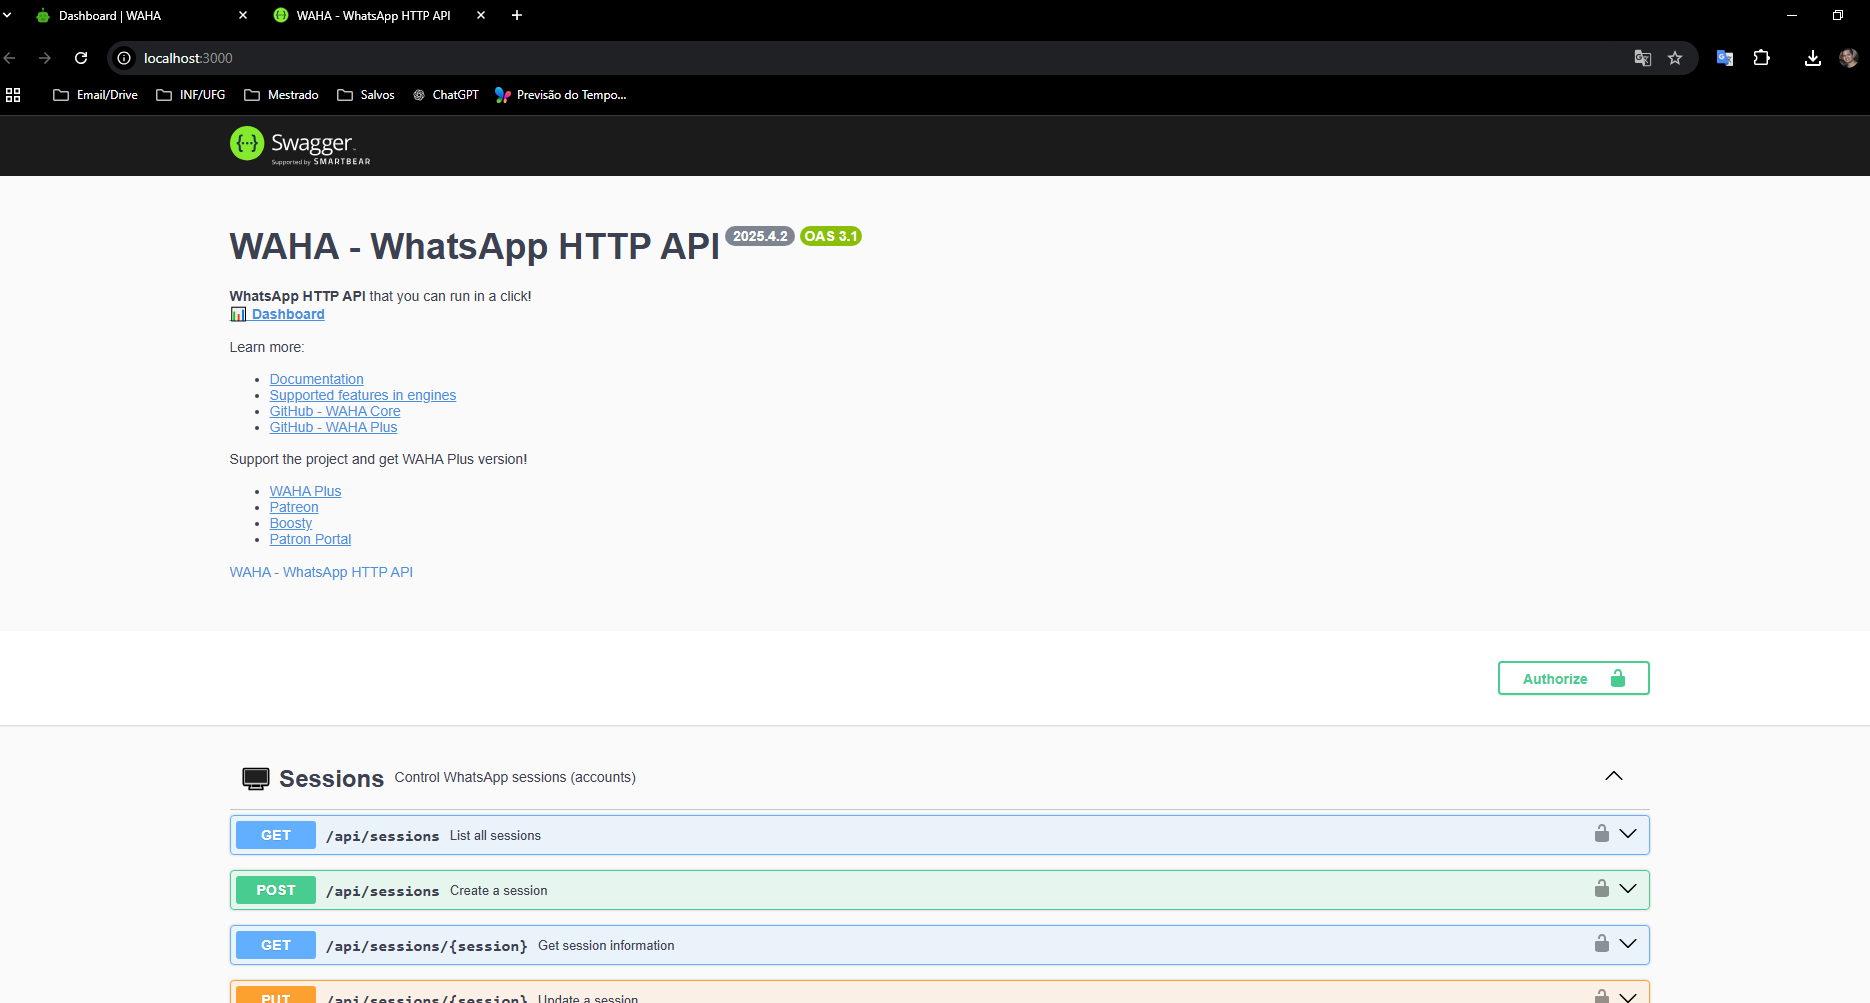 Dashboard | WAHA
WAHA - WhatsApp HTTP API
localhost:3000
Email/Drive
INF/UFG
Mestrado
Salvos
ChatGPT
Previsão do Tempo...
Swagger
Supported by SMARTBEAR
WAHA - WhatsApp HTTP API 2025.4.2 OAS 3.1
WhatsApp HTTP API that you can run in a click!
📊 Dashboard
Learn more:
• Documentation
• Supported features in engines
• GitHub - WAHA Core
• GitHub - WAHA Plus
Support the project and get WAHA Plus version!
• WAHA Plus
• Patreon
• Boosty
• Patron Portal
WAHA - WhatsApp HTTP API
Authorize
Sessions Control WhatsApp sessions (accounts)
GET /api/sessions List all sessions
POST /api/sessions Create a session
GET /api/sessions/{session} Get session information
PUT /api/sessions/{session} Update a session